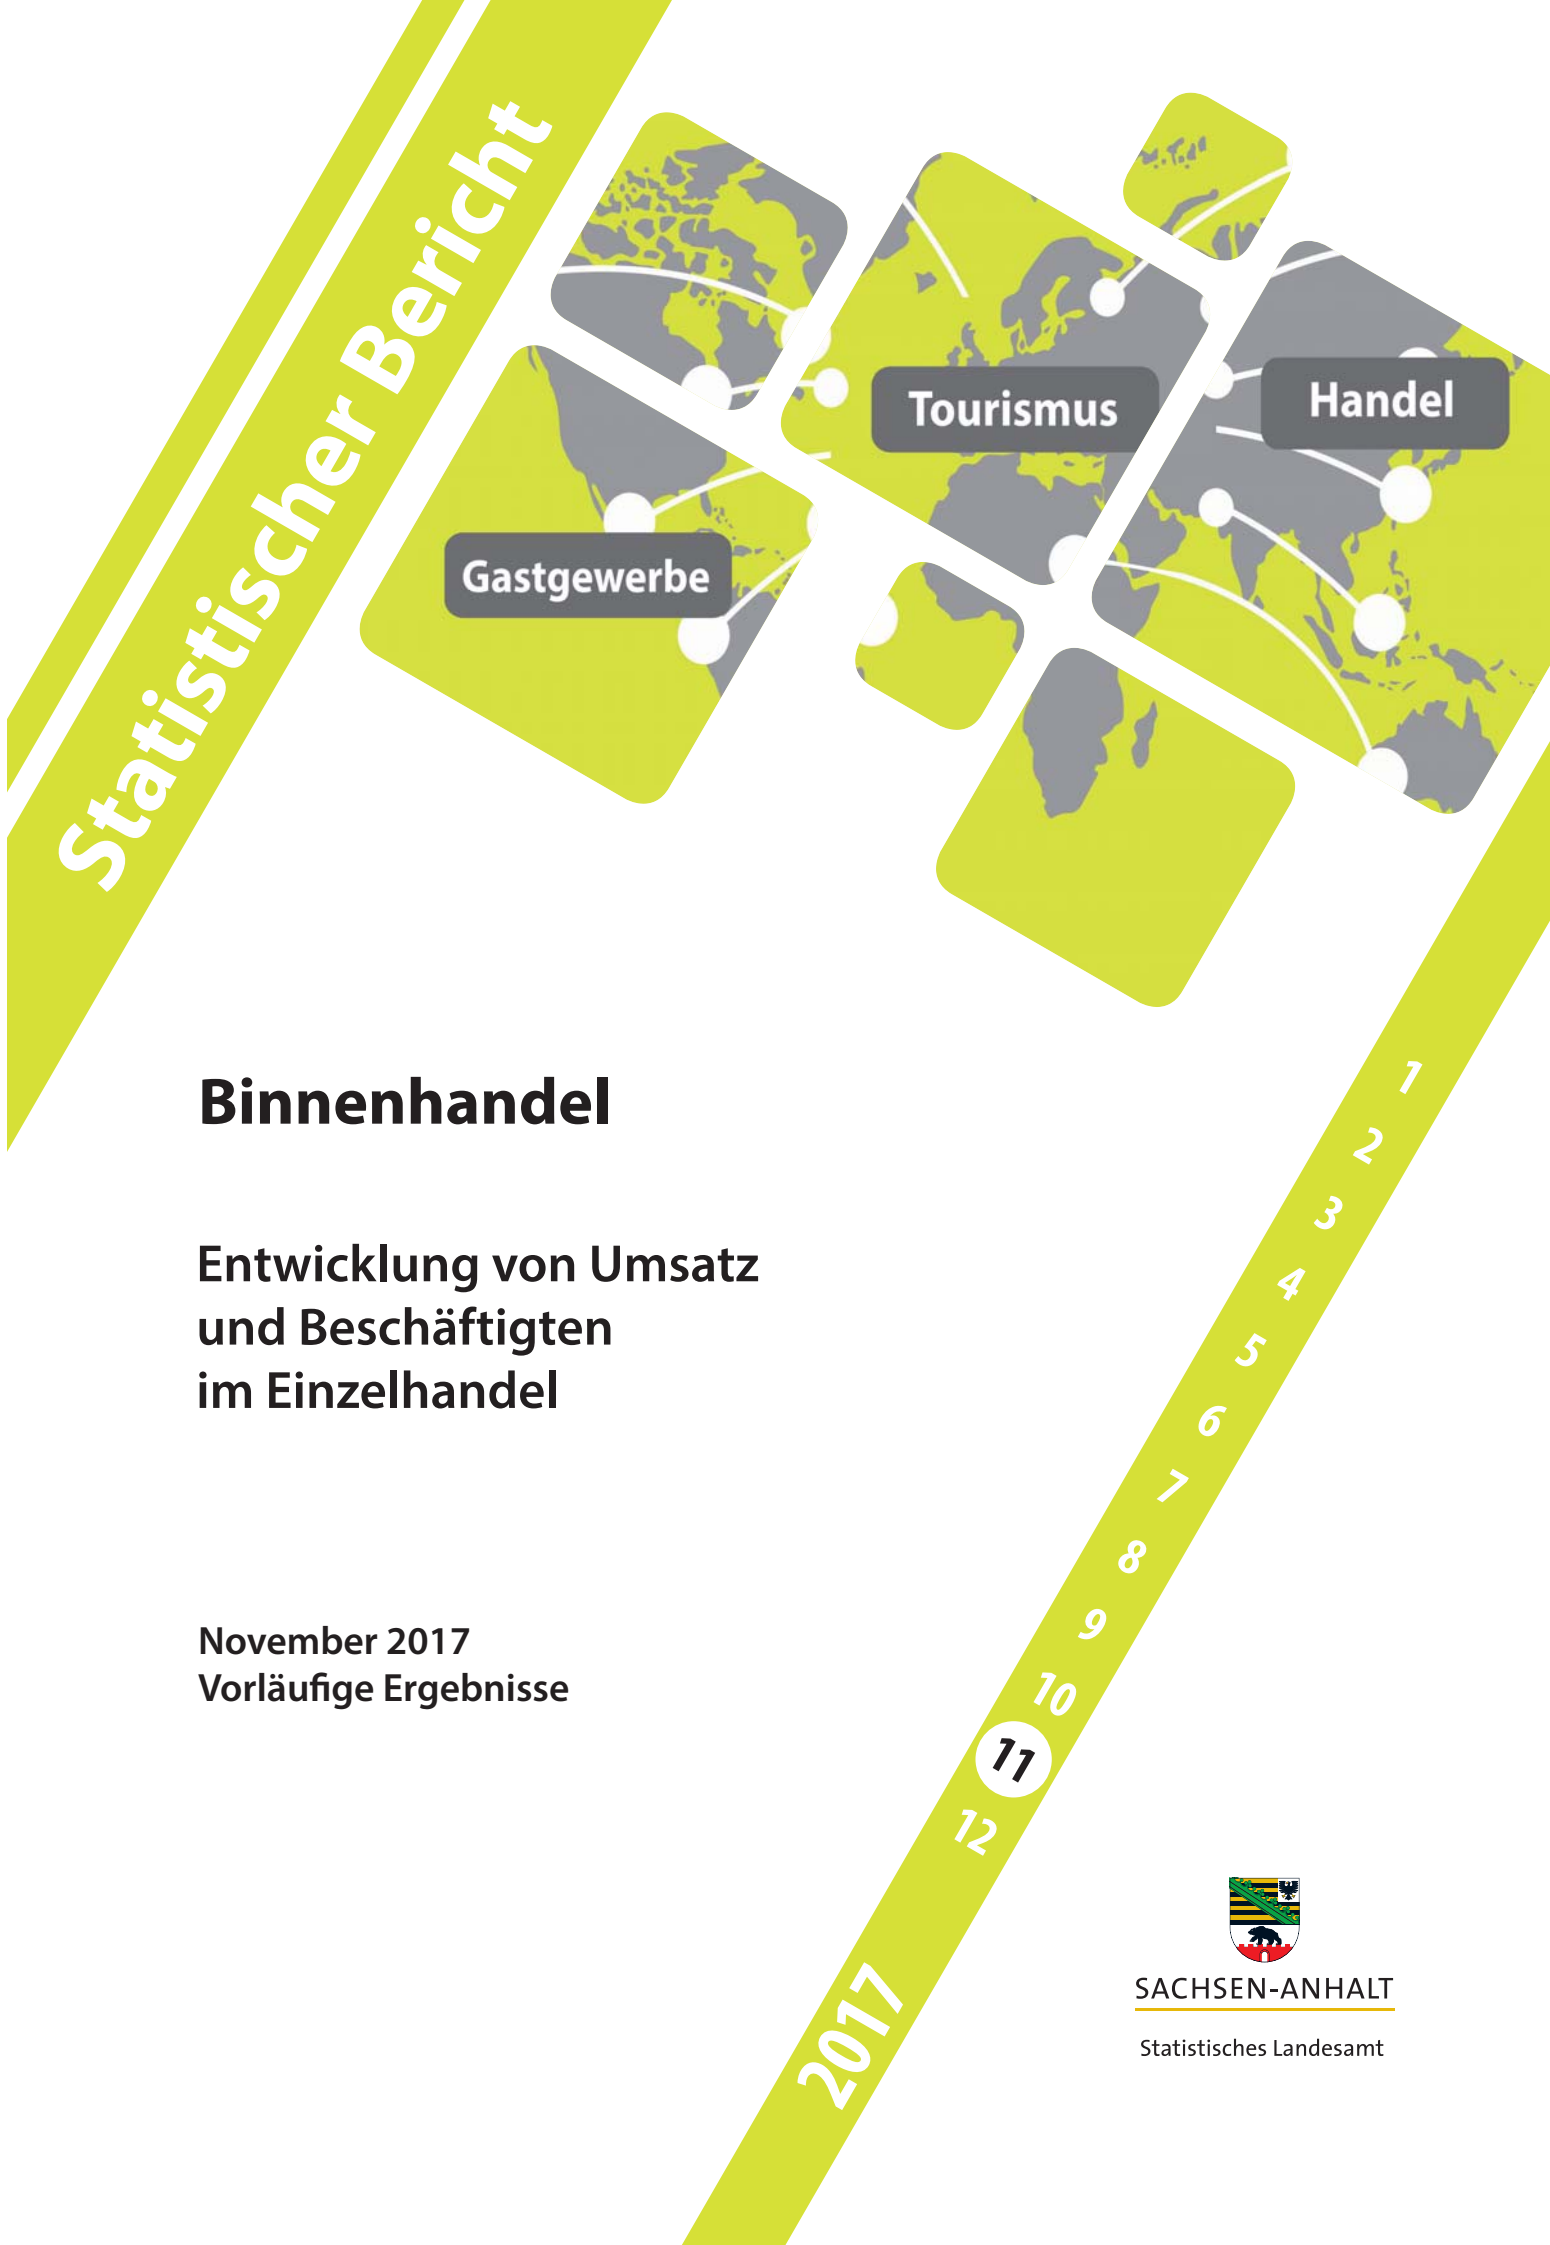 Statistischer Bericht
Gastgewerbe
Tourismus
Handel
Binnenhandel
Entwicklung von Umsatz
und Beschäftigten
im Einzelhandel
November 2017
Vorläufige Ergebnisse
1
2
3
4
5
6
7
8
9
10
11
12
2017
SACHSEN-ANHALT
Statistisches Landesamt